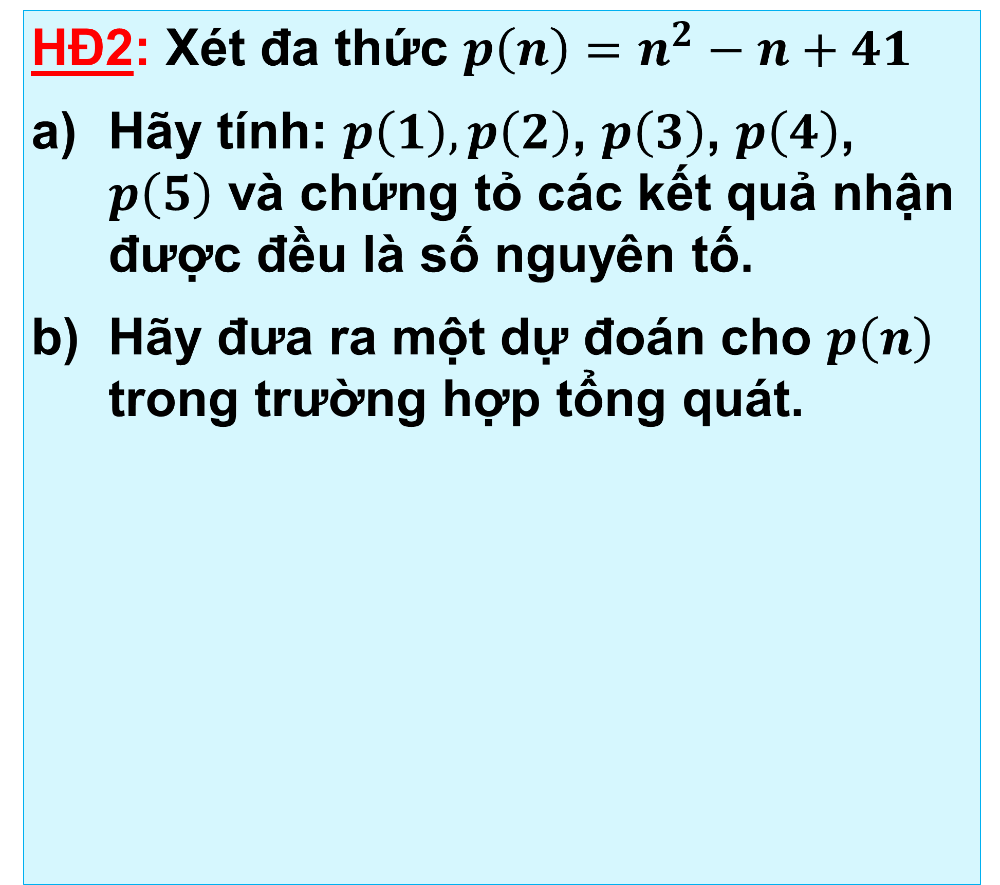 HĐ2: Xét đa thức p(n) = n² − n + 41
a) Hãy tính: p(1), p(2), p(3), p(4),
p(5) và chứng tỏ các kết quả nhận
được đều là số nguyên tố.
b) Hãy đưa ra một dự đoán cho p(n)
trong trường hợp tổng quát.